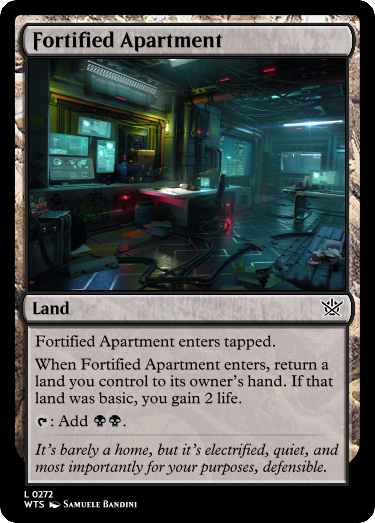 Fortified Apartment
Land
Fortified Apartment enters tapped.
When Fortified Apartment enters, return a
land you control to its owner's hand. If that
land was basic, you gain 2 life.
: Add .
It's barely a home, but it's electrified, quiet, and
most importantly for your purposes, defensible.
L 0272
WTS Samuele Bandini